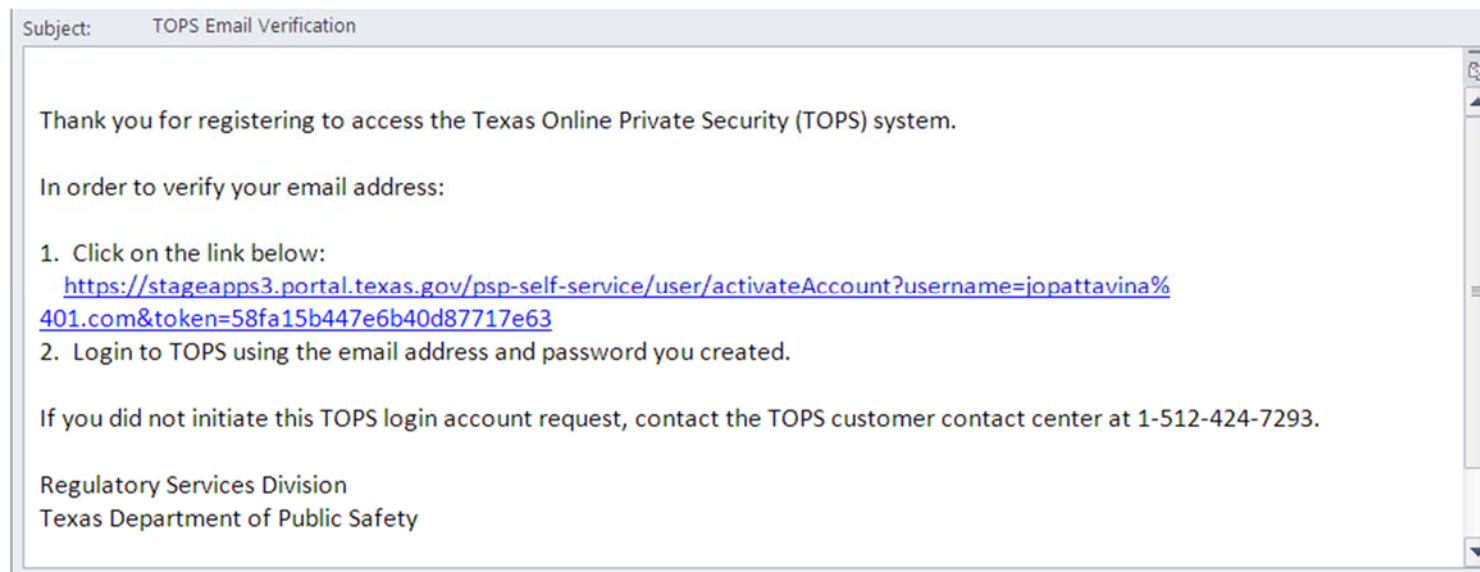 Subject: TOPS Email Verification
Thank you for registering to access the Texas Online Private Security (TOPS) system.
In order to verify your email address:
1. Click on the link below:
https://stageapps3.portal.texas.gov/psp-self-service/user/activateAccount?username=jopattavina%
401.com&token=58fa15b447e6b40d87717e63
2. Login to TOPS using the email address and password you created.
If you did not initiate this TOPS login account request, contact the TOPS customer contact center at 1-512-424-7293.
Regulatory Services Division
Texas Department of Public Safety